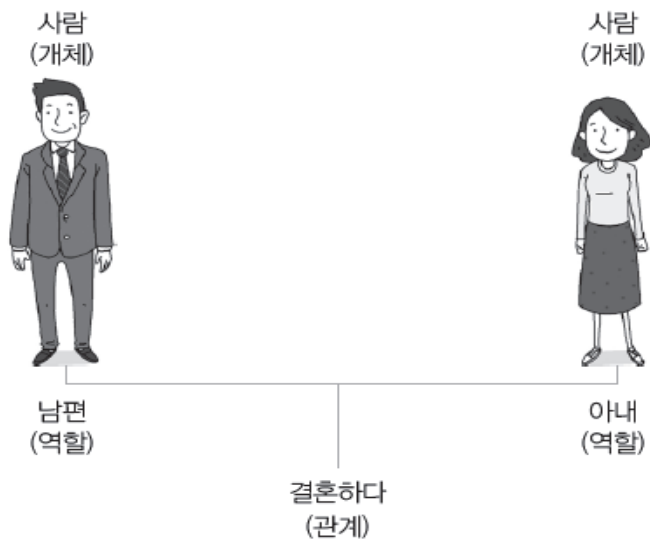 사람
(개체)
사람
(개체)
남편
(역할)
아내
(역할)
결혼하다
(관계)